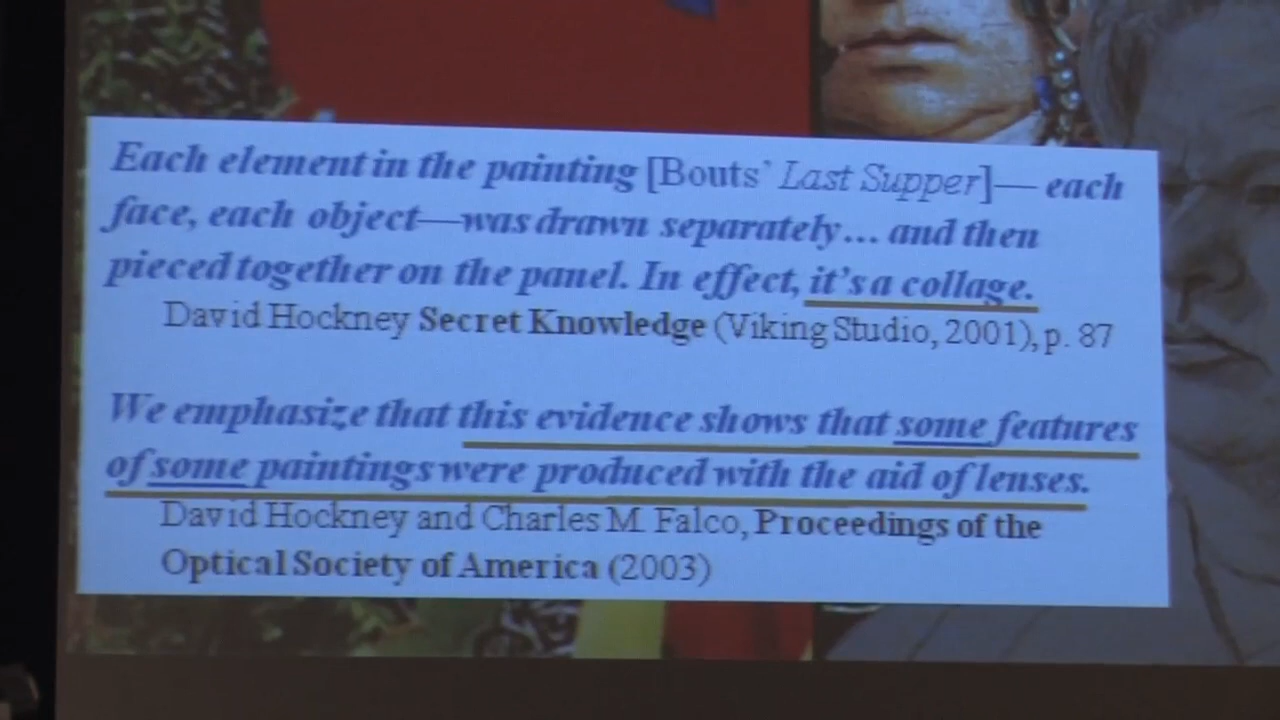 Each element in the painting [Bouts' Last Supper]— each
face, each object—was drawn separately... and then
pieced together on the panel. In effect, it's a collage.
David Hockney Secret Knowledge (Viking Studio, 2001), p. 87
We emphasize that this evidence shows that some features
of some paintings were produced with the aid of lenses.
David Hockney and Charles M. Falco, Proceedings of the
Optical Society of America (2003)